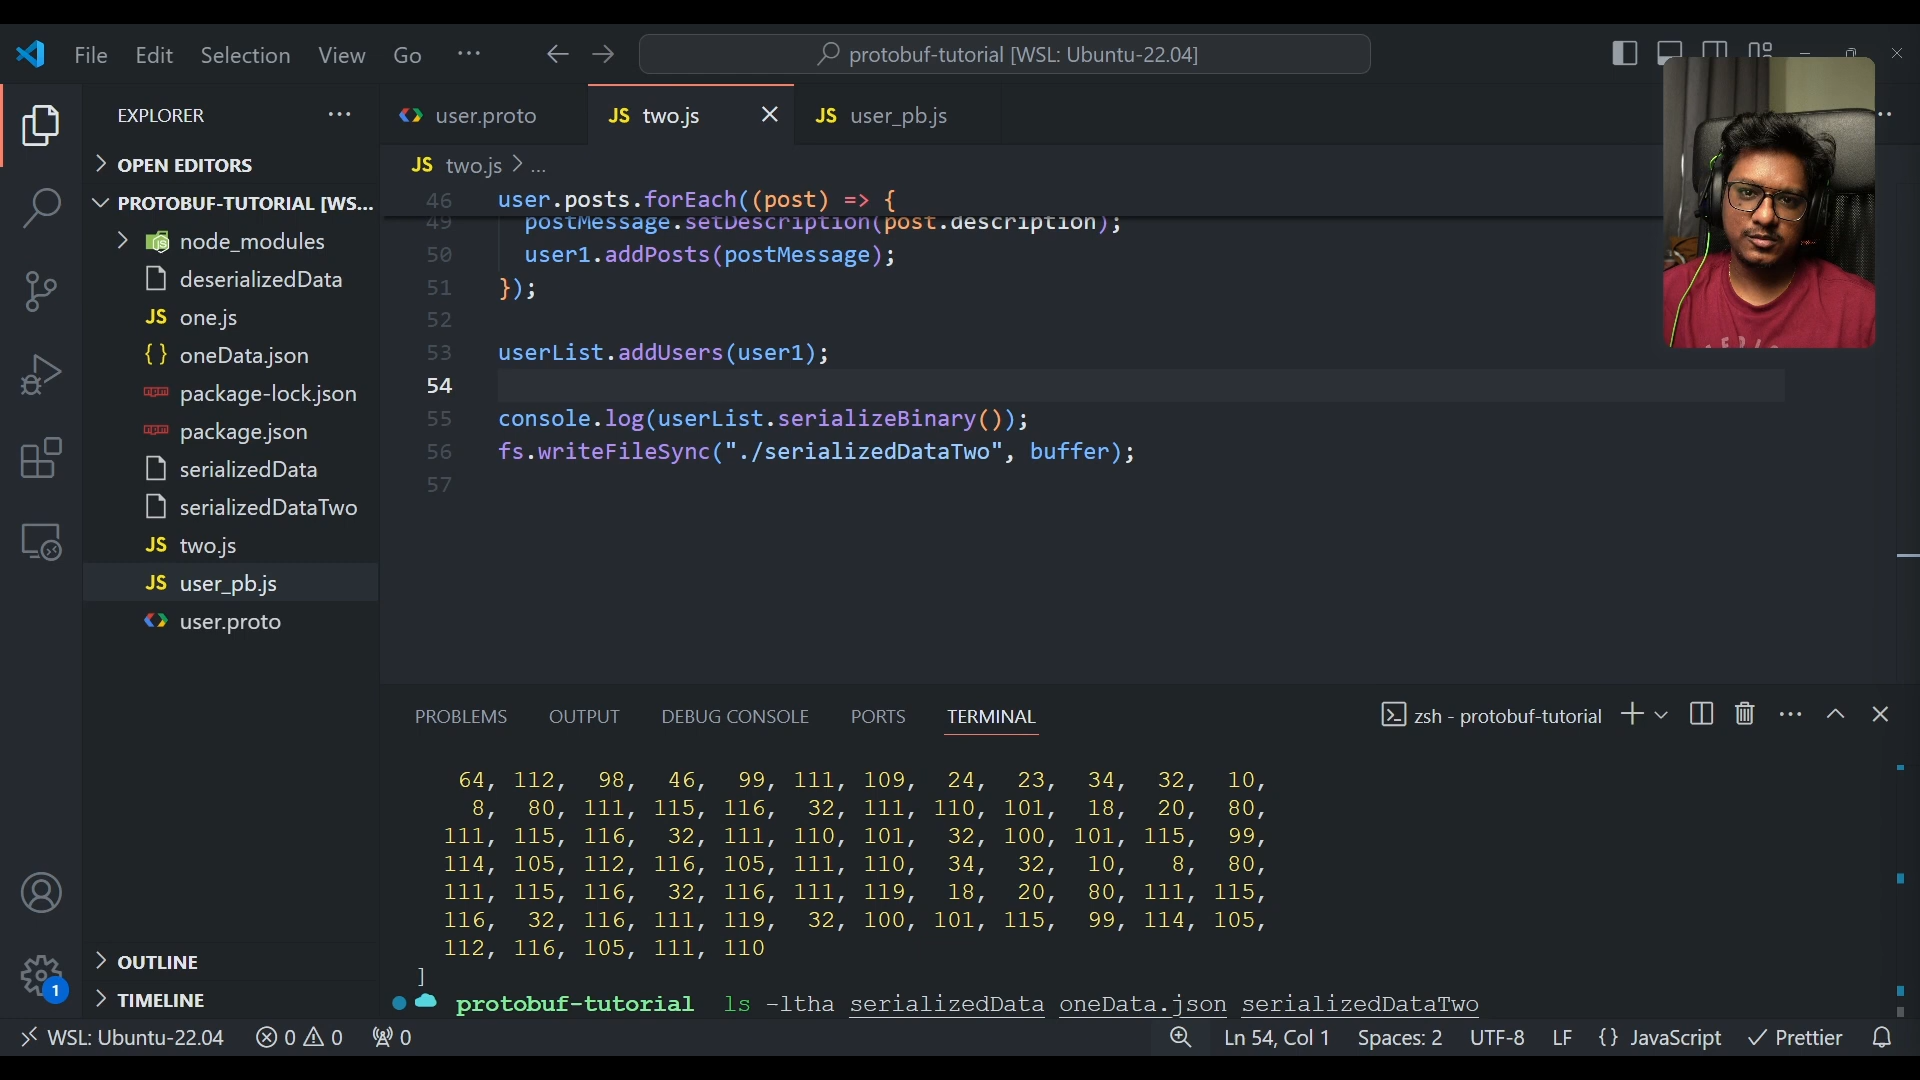 File Edit Selection View Go ··· protobuf-tutorial [WSL: Ubuntu-22.04]
EXPLORER ···
OPEN EDITORS
PROTOBUF-TUTORIAL [WS...
node_modules
deserializedData
JS one.js
{} oneData.json
package-lock.json
package.json
serializedData
serializedDataTwo
JS two.js
JS user_pb.js
user.proto
OUTLINE
TIMELINE
1
user.proto JS two.js JS user_pb.js
JS two.js > ...
46 user.posts.forEach((post) => {
49 postMessage.setDescription(post.description);
50 user1.addPosts(postMessage);
51 });
52
53 userList.addUsers(user1);
54
55 console.log(userList.serializeBinary());
56 fs.writeFileSync("./serializedDataTwo", buffer);
57
PROBLEMS OUTPUT DEBUG CONSOLE PORTS TERMINAL zsh - protobuf-tutorial
64, 112, 98, 46, 99, 111, 109, 24, 23, 34, 32, 10,
8, 80, 111, 115, 116, 32, 111, 110, 101, 18, 20, 80,
111, 115, 116, 32, 111, 110, 101, 32, 100, 101, 115, 99,
114, 105, 112, 116, 105, 111, 110, 34, 32, 10, 8, 80,
111, 115, 116, 32, 116, 111, 119, 18, 20, 80, 111, 115,
116, 32, 116, 111, 119, 32, 100, 101, 115, 99, 114, 105,
112, 116, 105, 111, 110
]
protobuf-tutorial ls -ltha serializedData oneData.json serializedDataTwo
WSL: Ubuntu-22.04 0 0 0 Ln 54, Col 1 Spaces: 2 UTF-8 LF {} JavaScript Prettier